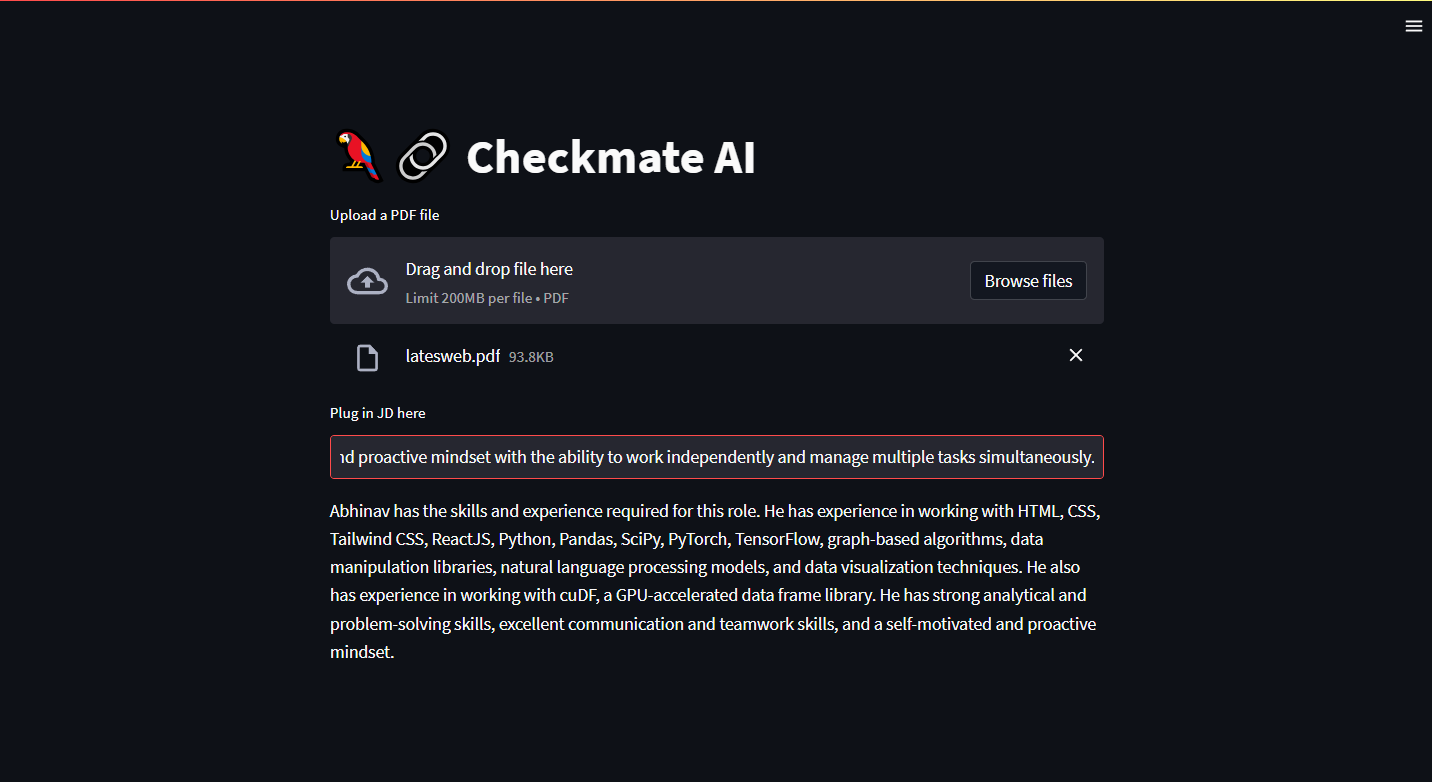 Checkmate AI
Upload a PDF file
Drag and drop file here
Limit 200MB per file • PDF
Browse files
latesweb.pdf 93.8KB
Plug in JD here
proactive mindset with the ability to work independently and manage multiple tasks simultaneously.
Abhinav has the skills and experience required for this role. He has experience in working with HTML, CSS,
Tailwind CSS, ReactJS, Python, Pandas, SciPy, PyTorch, TensorFlow, graph-based algorithms, data
manipulation libraries, natural language processing models, and data visualization techniques. He also
has experience in working with cuDF, a GPU-accelerated data frame library. He has strong analytical and
problem-solving skills, excellent communication and teamwork skills, and a self-motivated and proactive
mindset.